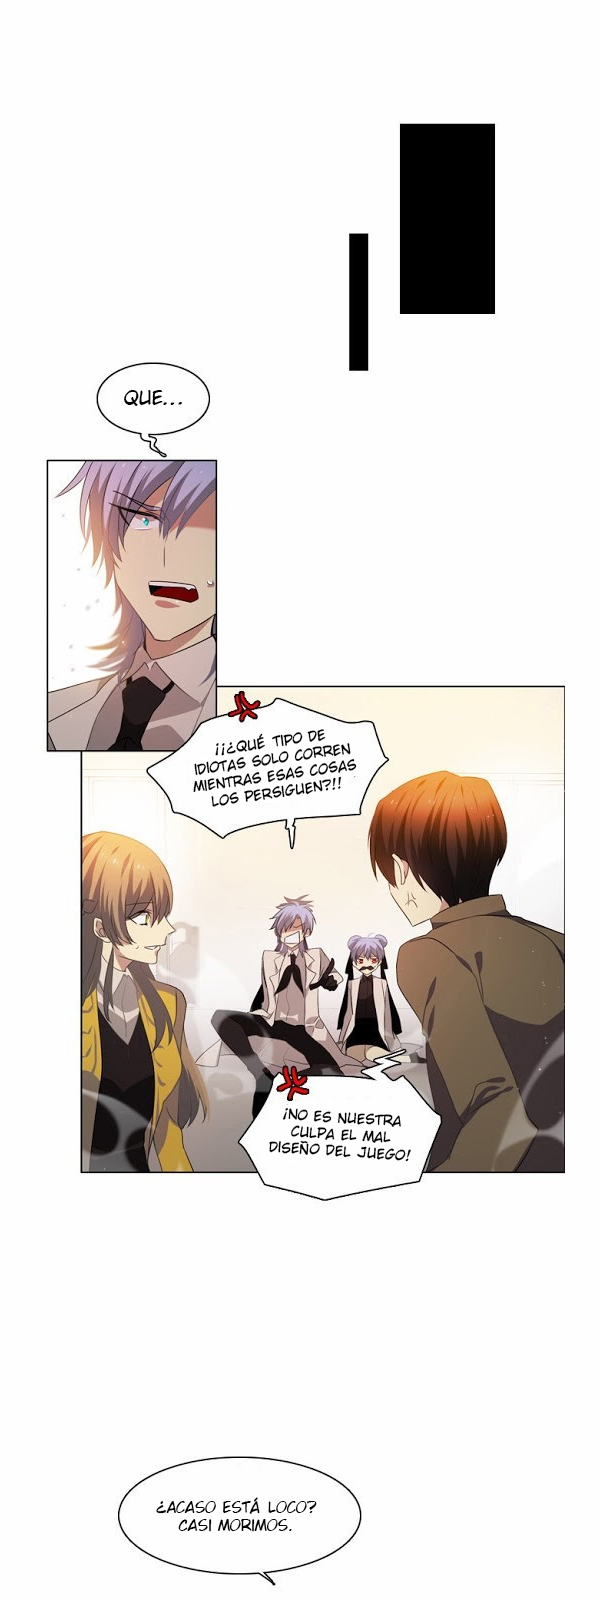 QUE...
¡¡¿QUÉ TIPO DE
IDIOTAS SOLO CORREN
MIENTRAS ESAS COSAS
LOS PERSIGUEN?!!
¡NO ES NUESTRA
CULPA EL MAL
DISEÑO DEL JUEGO!
¿ACASO ESTÁ LOCO?
CASI MORIMOS.